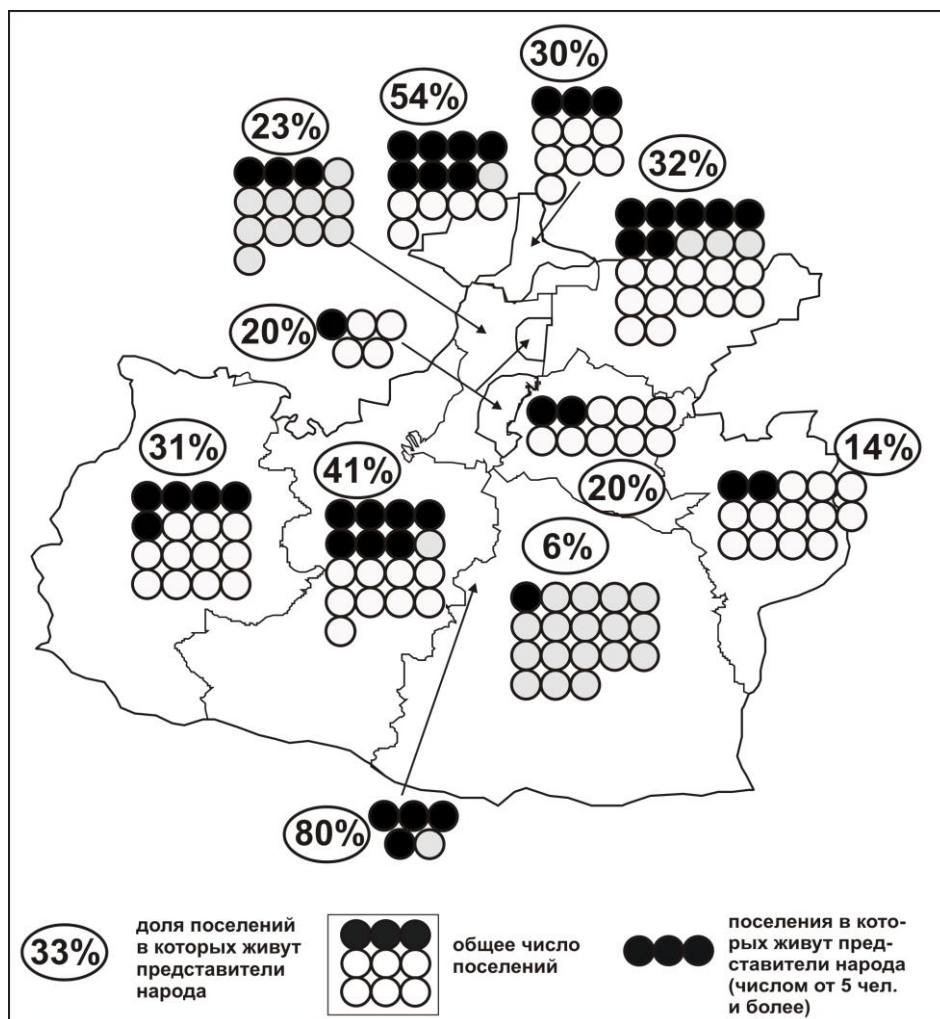 30%
54%
23%
32%
20%
31%
41%
14%
20%
6%
80%
33%
доля поселений
в которых живут
представители
народа
общее число
поселений
поселения в кото-
рых живут пред-
ставители народа
(числом от 5 чел.
и более)